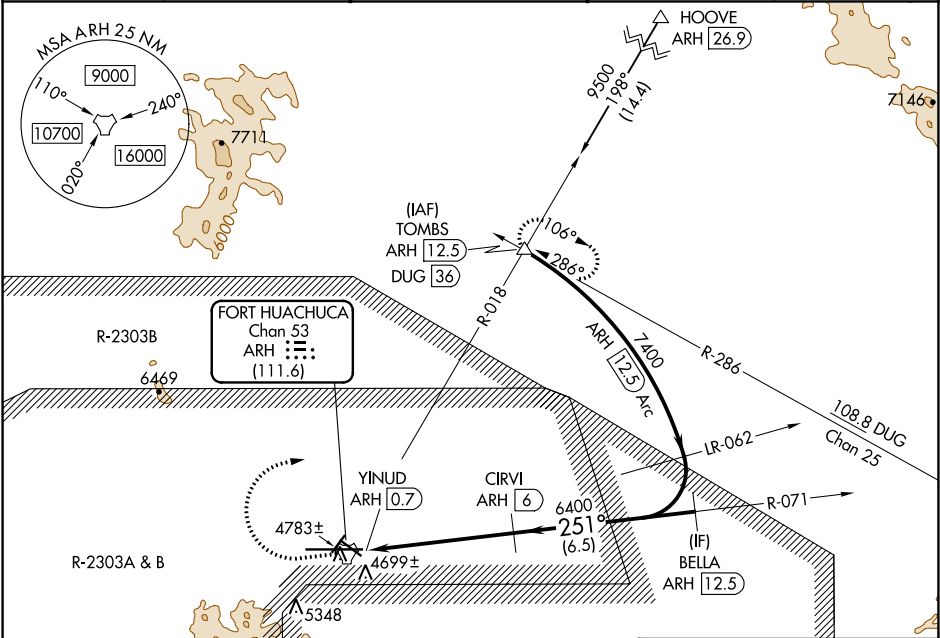 MSA ARH 25 NM
9000
110°
240°
10700
16000
020°
7711
6000
HOOVE
ARH 26.9
9500
198°
(14.4)
7146
(IAF)
TOMBS
ARH 12.5
DUG 36
106°
286°
R-018
7400
ARH 12.5 Arc
R-286
108.8 DUG
Chan 25
FORT HUACHUCA
Chan 53
ARH
(111.6)
R-2303B
6469
LR-062
R-071
YINUD
ARH 0.7
CIRVI
ARH 6
6400
251°
(6.5)
(IF)
BELLA
ARH 12.5
4783±
4699±
R-2303A & B
5348